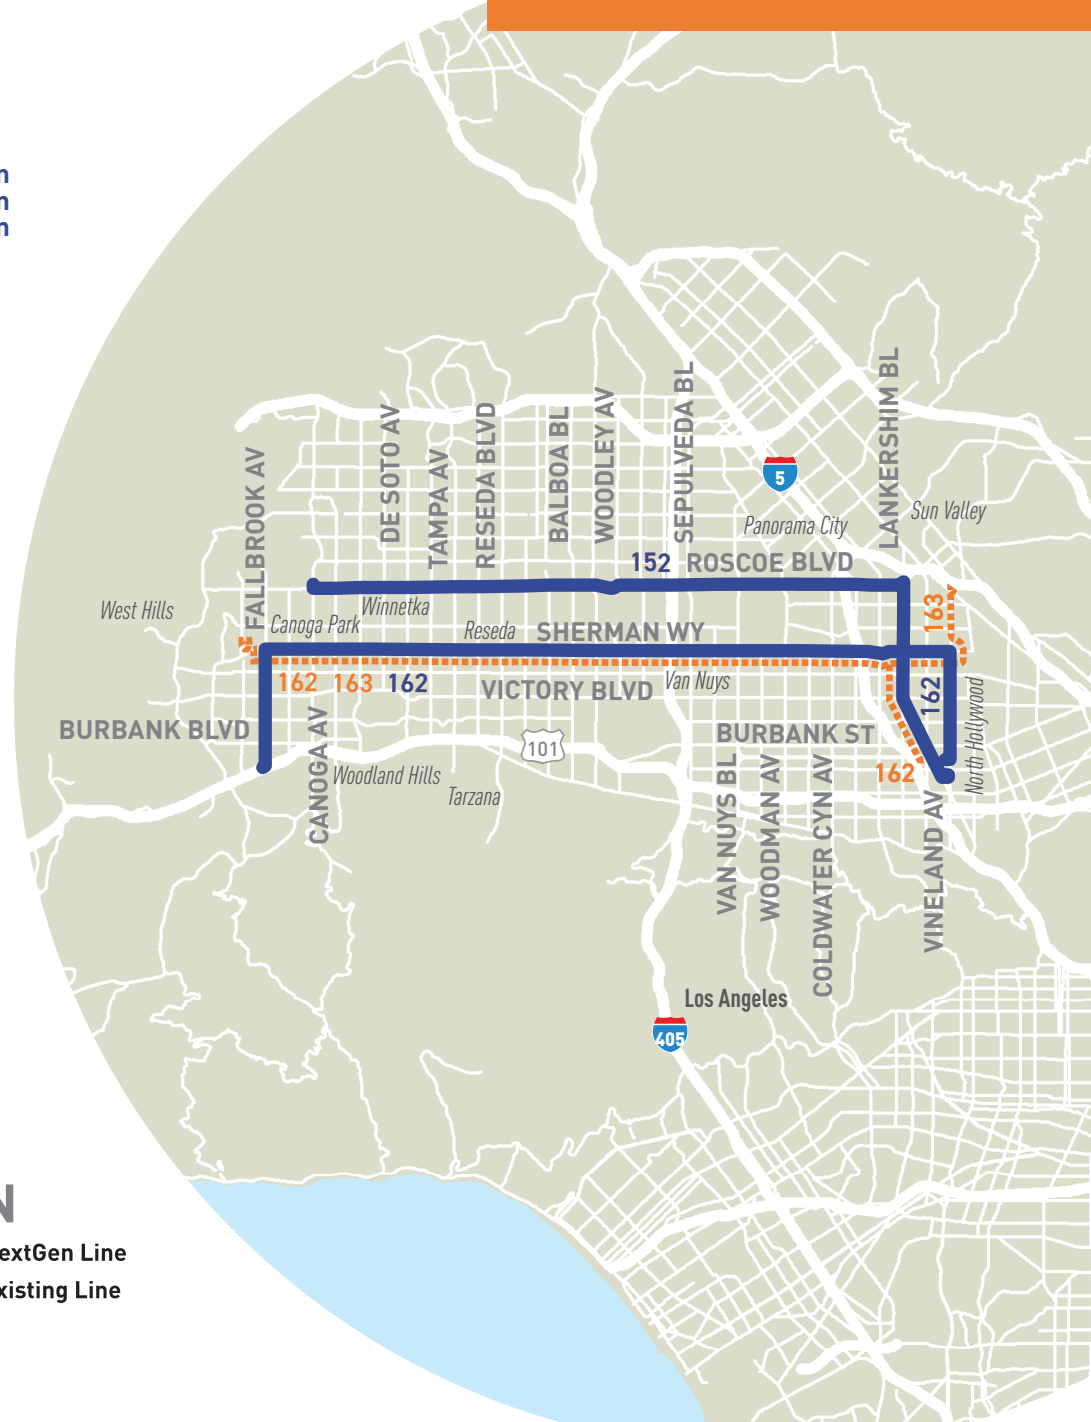 n
n
n
FALLBROOK AV
DE SOTO AV
TAMPA AV
RESEDA BLVD
BALBOA BL
WOODLEY AV
SEPULVEDA BL
LANKERSHIM BL
5
Panorama City
Sun Valley
152 ROSCOE BLVD
West Hills
Winnetka
163
Canoga Park
Reseda
SHERMAN WY
162 163 162
VICTORY BLVD
Van Nuys
162
North Hollywood
BURBANK BLVD
CANOGA AV
101
BURBANK ST
162
Woodland Hills
Tarzana
VAN NUYS BL
WOODMAN AV
COLDWATER CYN AV
VINELAND AV
Los Angeles
405
N
extGen Line
xisting Line